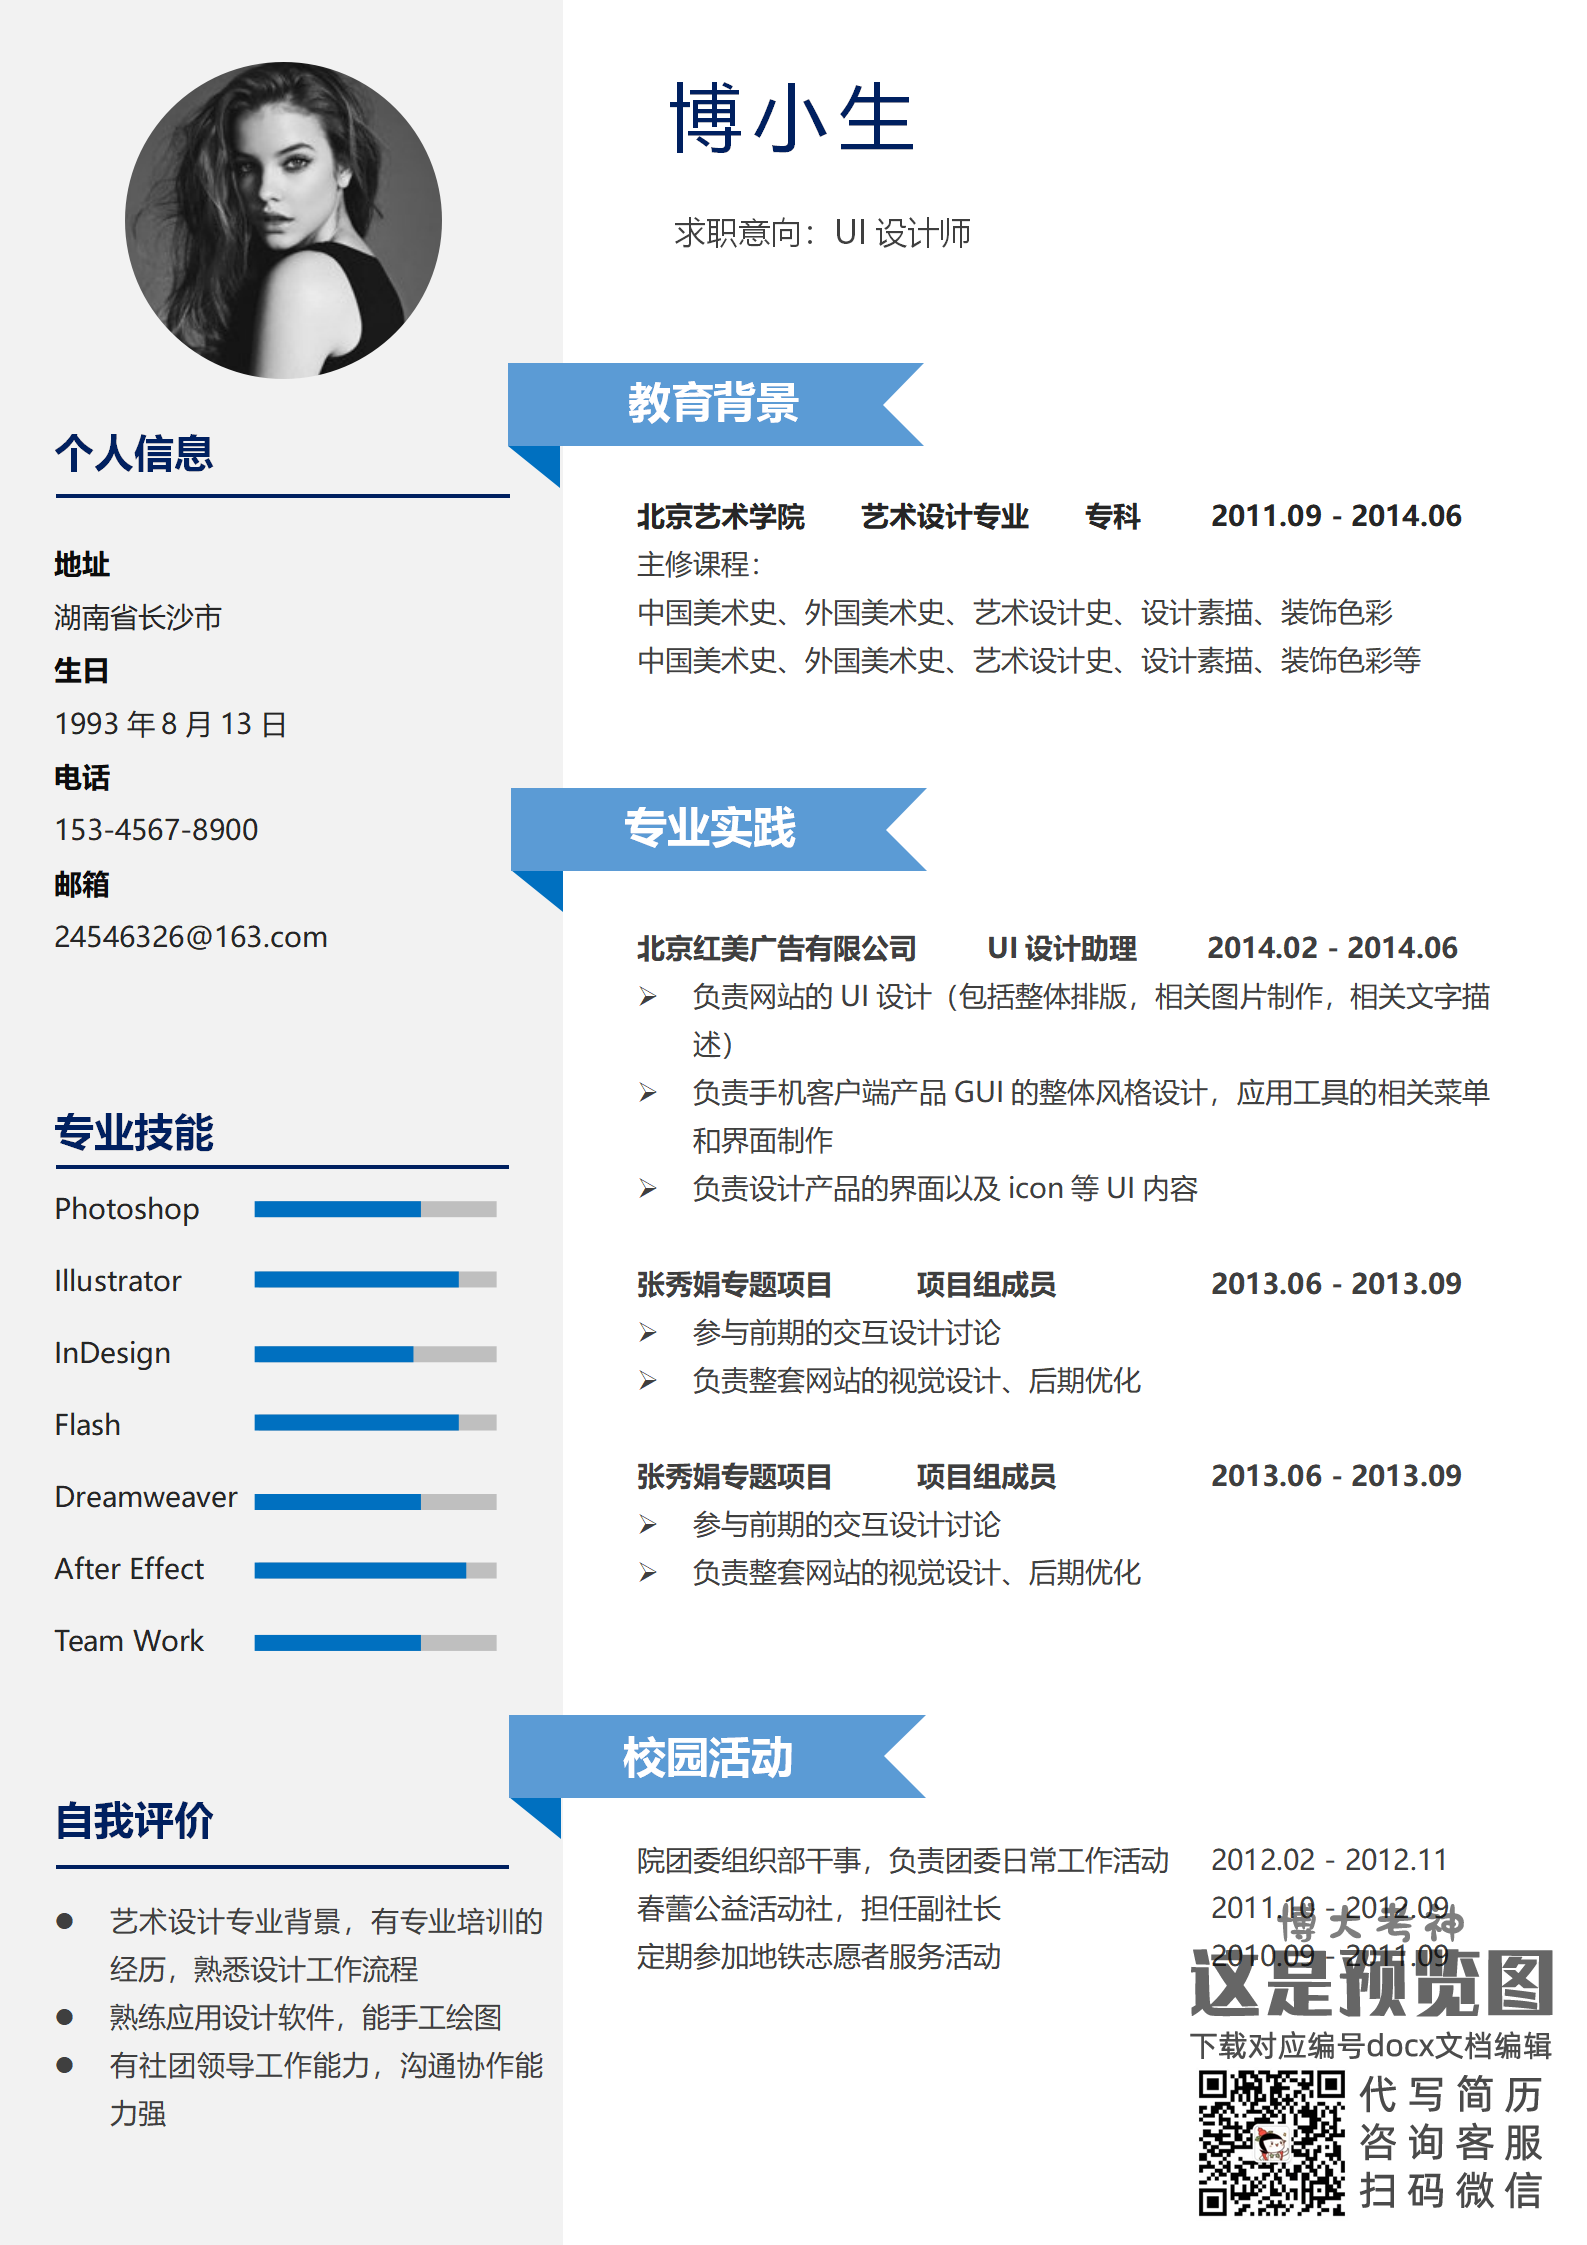 博小生
求职意向：UI 设计师
个人信息
地址
湖南省长沙市
生日
1993 年 8 月 13 日
电话
153-4567-8900
邮箱
24546326@163.com
专业技能
Photoshop
Illustrator
InDesign
Flash
Dreamweaver
After Effect
Team Work
自我评价
● 艺术设计专业背景，有专业培训的
经历，熟悉设计工作流程
● 熟练应用设计软件，能手工绘图
● 有社团领导工作能力，沟通协作能
力强
教育背景
北京艺术学院 艺术设计专业 专科 2011.09 - 2014.06
主修课程：
中国美术史、外国美术史、艺术设计史、设计素描、装饰色彩
中国美术史、外国美术史、艺术设计史、设计素描、装饰色彩等
专业实践
北京红美广告有限公司 UI 设计助理 2014.02 - 2014.06
➢ 负责网站的 UI 设计（包括整体排版，相关图片制作，相关文字描
述）
➢ 负责手机客户端产品 GUI 的整体风格设计，应用工具的相关菜单
和界面制作
➢ 负责设计产品的界面以及 icon 等 UI 内容
张秀娟专题项目 项目组成员 2013.06 - 2013.09
➢ 参与前期的交互设计讨论
➢ 负责整套网站的视觉设计、后期优化
张秀娟专题项目 项目组成员 2013.06 - 2013.09
➢ 参与前期的交互设计讨论
➢ 负责整套网站的视觉设计、后期优化
校园活动
院团委组织部干事，负责团委日常工作活动 2012.02 - 2012.11
春蕾公益活动社，担任副社长 2011.10 - 2012.09
定期参加地铁志愿者服务活动 2010.09 - 2011.09
博大考神
这是预览图
下载对应编号docx文档编辑
代写简历
咨询客服
扫码微信